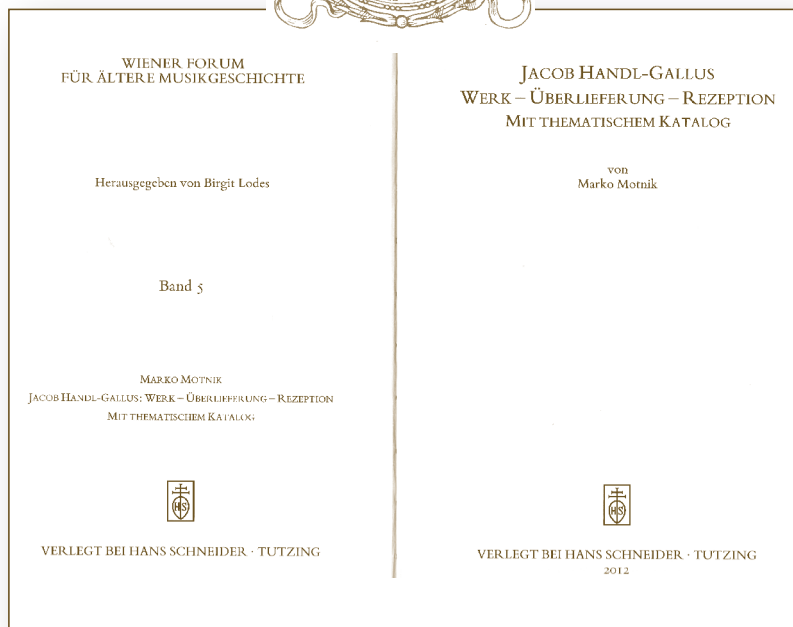 WIENER FORUM
FÜR ÄLTERE MUSIKGESCHICHTE
Herausgegeben von Birgit Lodes
Band 5
MARKO MOTNIK
JACOB HANDL-GALLUS: WERK – ÜBERLIEFERUNG – REZEPTION
MIT THEMATISCHEM KATALOG
HS
VERLEGT BEI HANS SCHNEIDER · TUTZING
JACOB HANDL-GALLUS
WERK – ÜBERLIEFERUNG – REZEPTION
MIT THEMATISCHEM KATALOG
von
Marko Motnik
HS
VERLEGT BEI HANS SCHNEIDER · TUTZING
2012